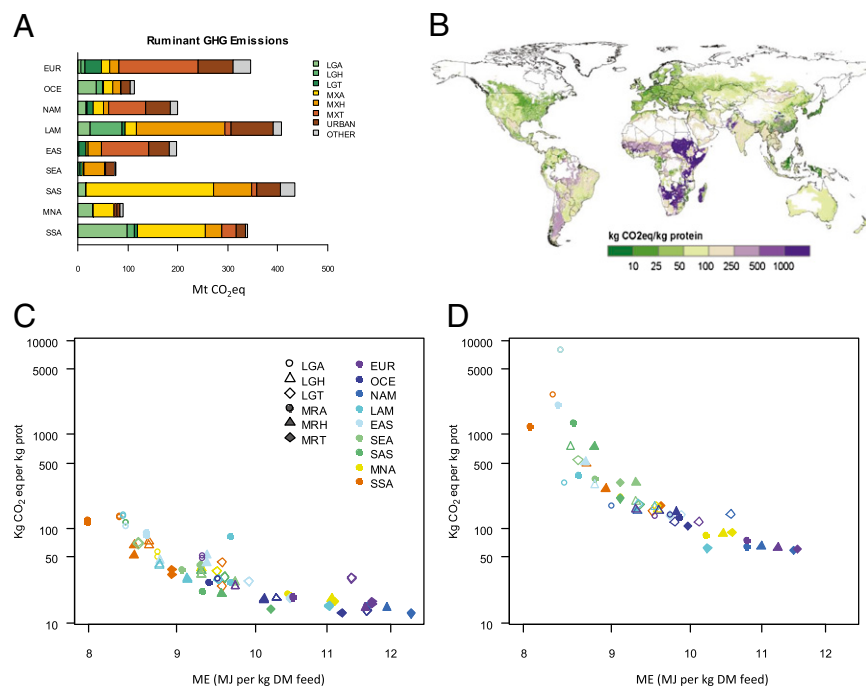 A
Ruminant GHG Emissions
EUR
OCE
NAM
LAM
EAS
SEA
SAS
MNA
SSA
LGA
LGH
LGT
MXA
MXH
MXT
URBAN
OTHER
0 100 200 300 400 500
Mt CO2eq
B
kg CO2eq/kg protein
10 25 50 100 250 500 1000
C
Kg CO2 eq per kg prot
10000
5000
1000
500
100
50
10
LGA
LGH
LGT
MRA
MRH
MRT
EUR
OCE
NAM
LAM
EAS
SEA
SAS
MNA
SSA
8 9 10 11 12
ME (MJ per kg DM feed)
D
Kg CO2 eq per kg prot
10000
5000
1000
500
100
50
10
8 9 10 11 12
ME (MJ per kg DM feed)